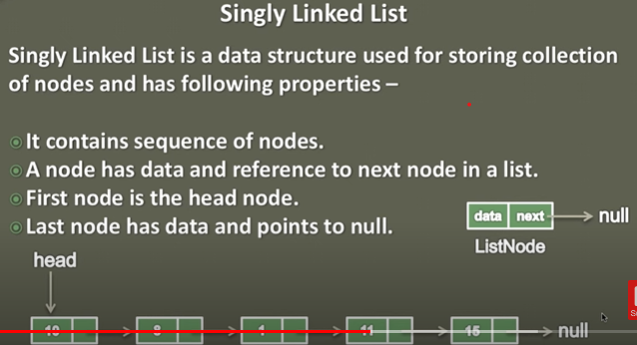 Singly Linked List
Singly Linked List is a data structure used for storing collection
of nodes and has following properties –
It contains sequence of nodes.
A node has data and reference to next node in a list.
First node is the head node.
Last node has data and points to null.
data next null
ListNode
head
10 8 1 11 15 null